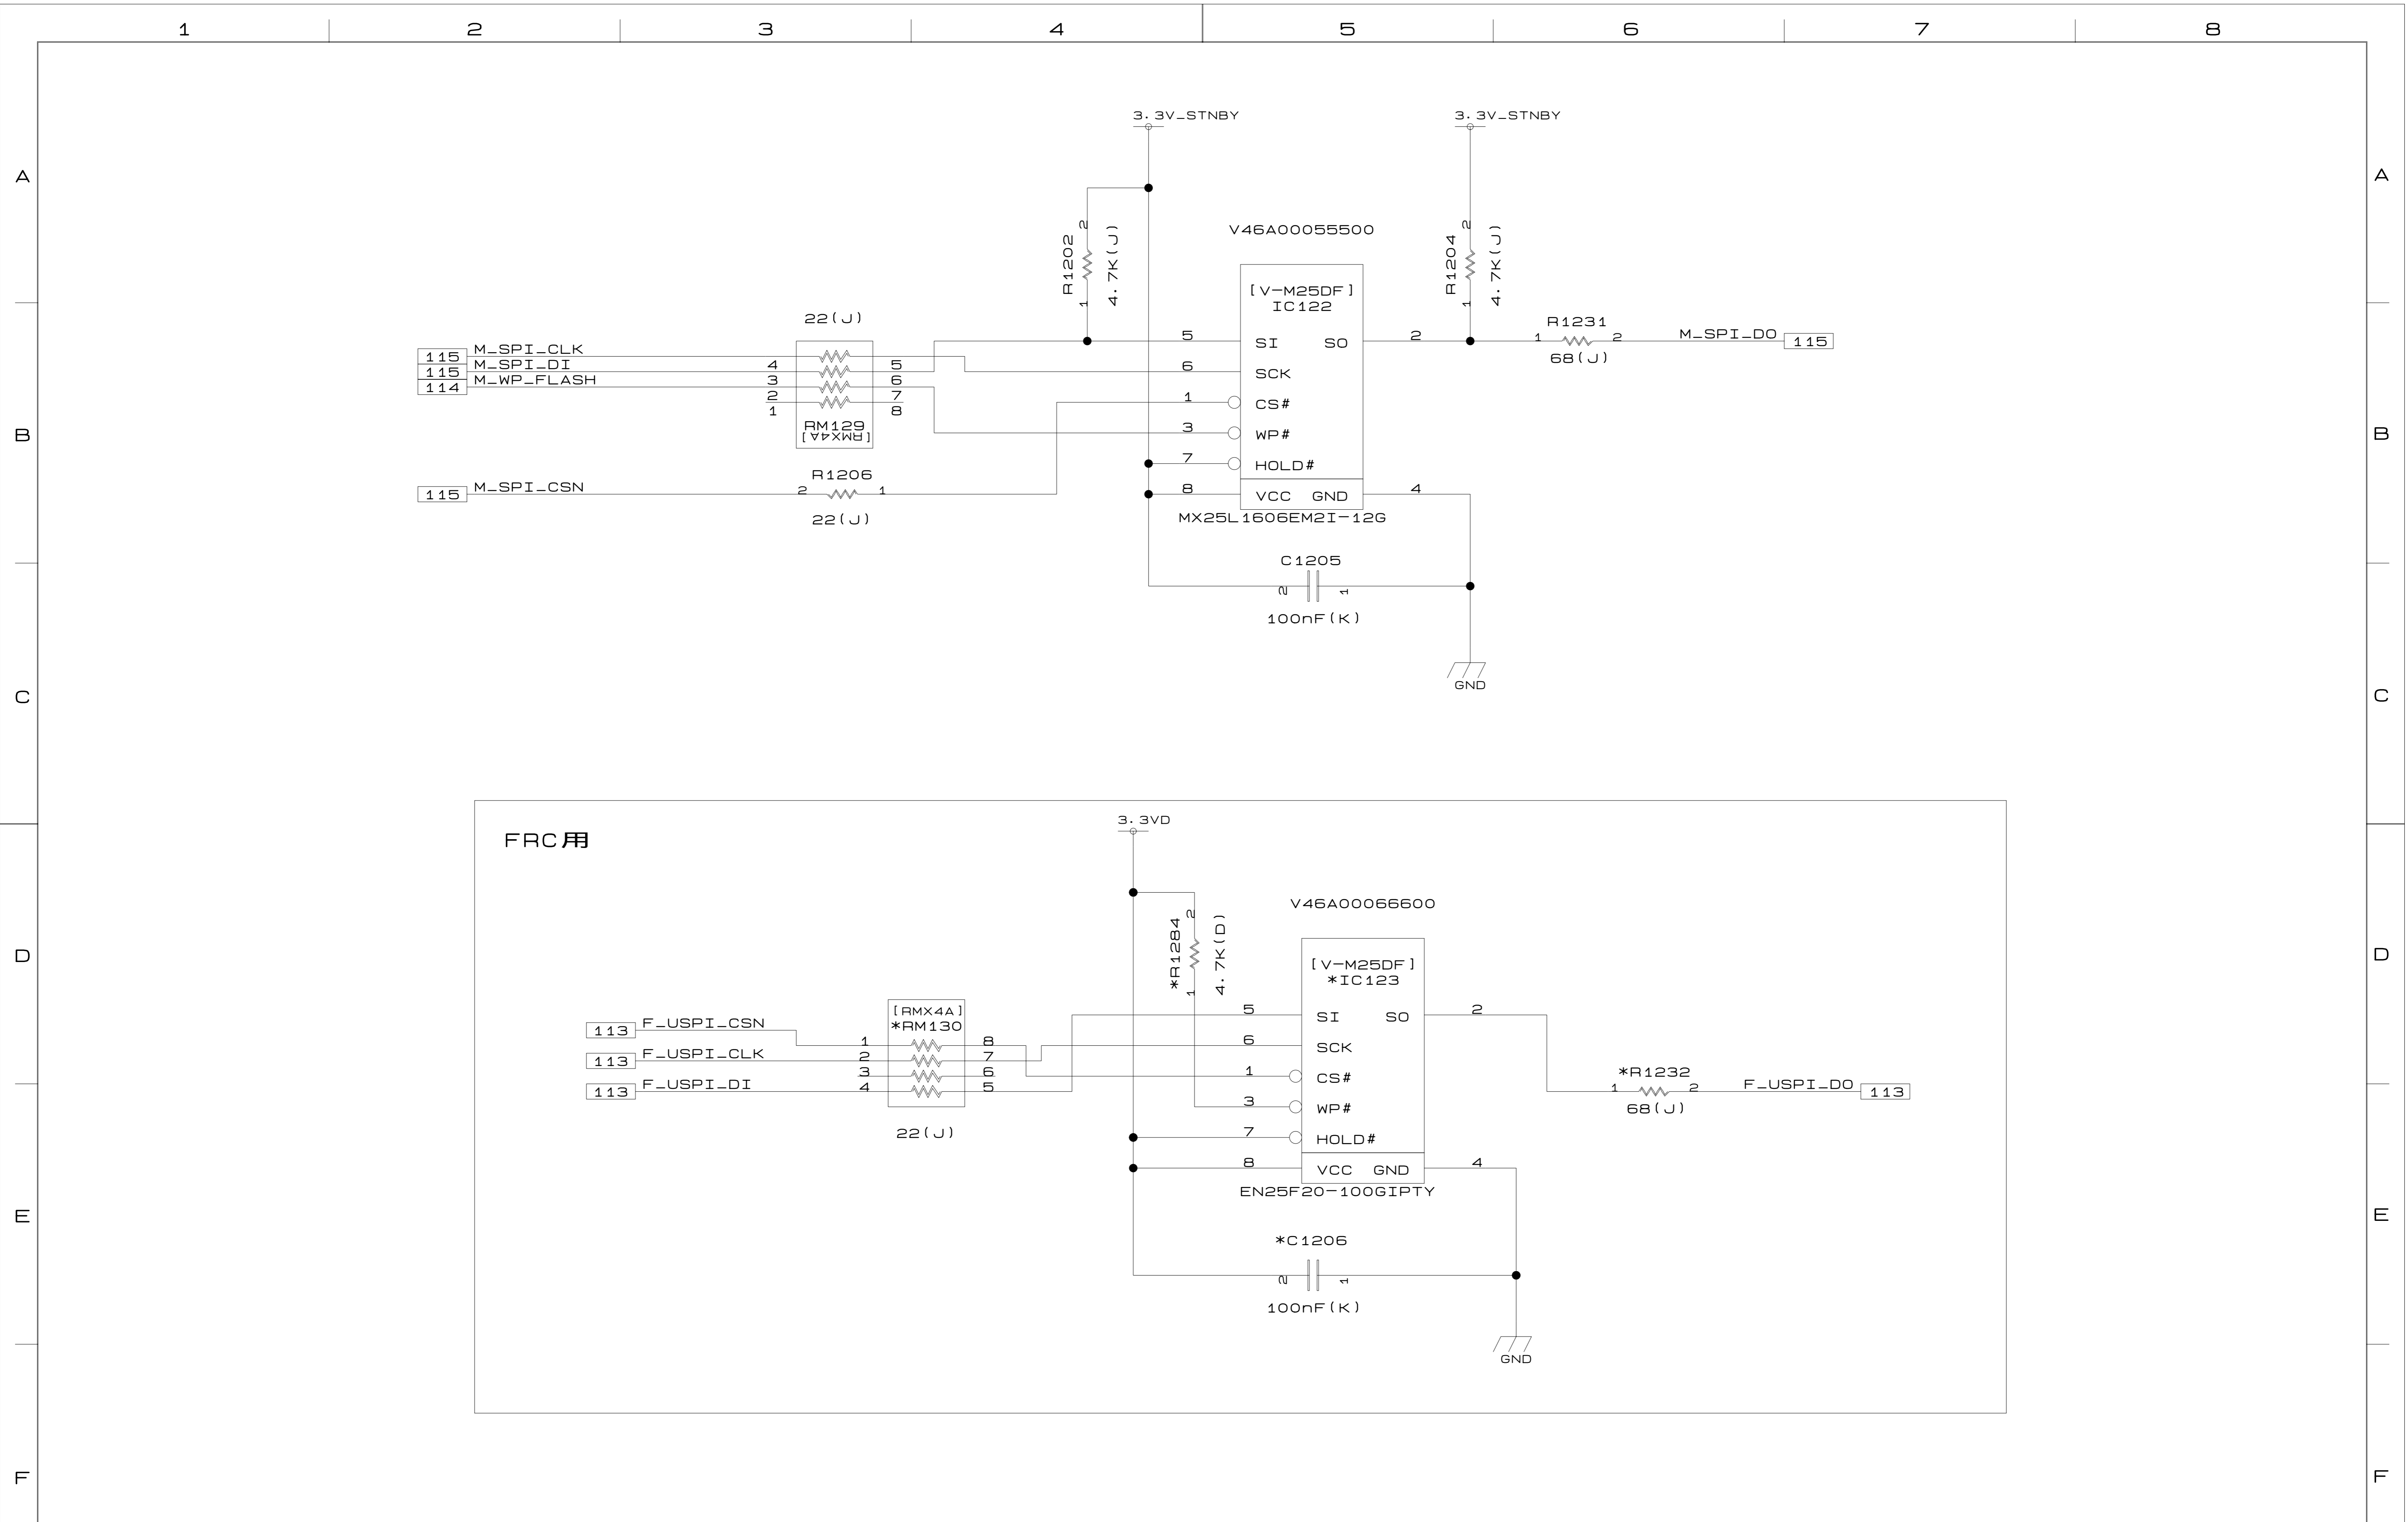 1 2 3 4 5 6 7 8
3.3V_STNBY 3.3V_STNBY
A A
R1202 2 1 4.7K(J)
V46A00055500
R1204 2 1 4.7K(J)
[V-M25DF]
IC122
22(J)
115 M_SPI_CLK
115 M_SPI_DI 4 5
114 M_WP_FLASH 3 6
2 7
1 8
RM129
[RMX4A]
5 SI SO 2
6 SCK
1 CS#
3 WP#
7 HOLD#
8 VCC GND 4
MX25L1606EM2I-12G
1 R1231 2 M_SPI_DO 115
68(J)
B B
R1206
115 M_SPI_CSN 2 1
22(J)
C1205
2 1
100nF(K)
GND
C C
FRC用
3.3VD
*R1284 2 1 4.7K(D)
V46A00066600
D D
[V-M25DF]
*IC123
[RMX4A]
*RM130
113 F_USPI_CSN 1 8
113 F_USPI_CLK 2 7
3 6
113 F_USPI_DI 4 5
22(J)
5 SI SO 2
6 SCK
1 CS#
3 WP#
7 HOLD#
8 VCC GND 4
EN25F20-100GIPTY
*R1232
1 2 F_USPI_DO 113
68(J)
E E
*C1206
2 1
100nF(K)
GND
F F